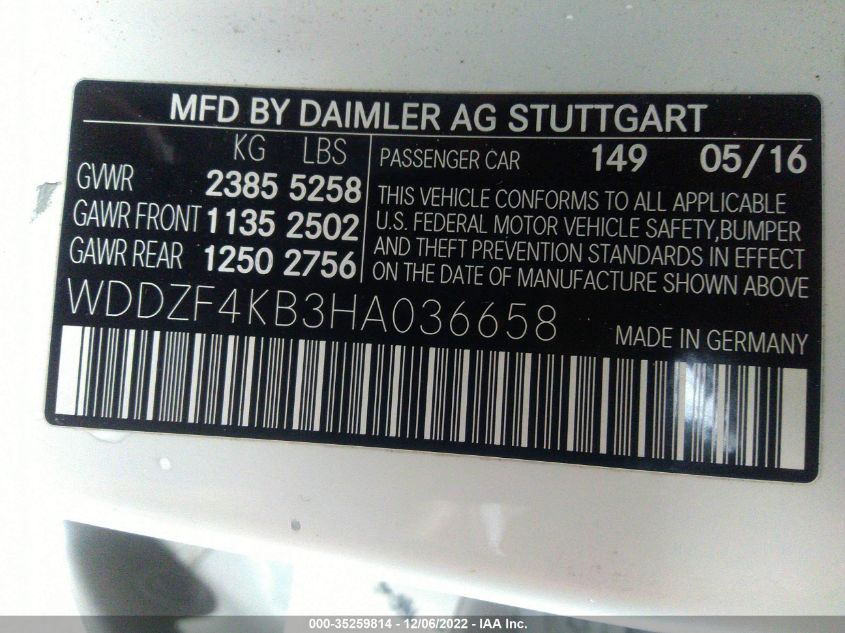 MFD BY DAIMLER AG STUTTGART
KG LBS
GVWR 2385 5258
GAWR FRONT 1135 2502
GAWR REAR 1250 2756
PASSENGER CAR 149 05/16
THIS VEHICLE CONFORMS TO ALL APPLICABLE
U.S. FEDERAL MOTOR VEHICLE SAFETY,BUMPER
AND THEFT PREVENTION STANDARDS IN EFFECT
ON THE DATE OF MANUFACTURE SHOWN ABOVE
WDDZF4KB3HA036658
MADE IN GERMANY
000-35259814 - 12/06/2022 - IAA Inc.